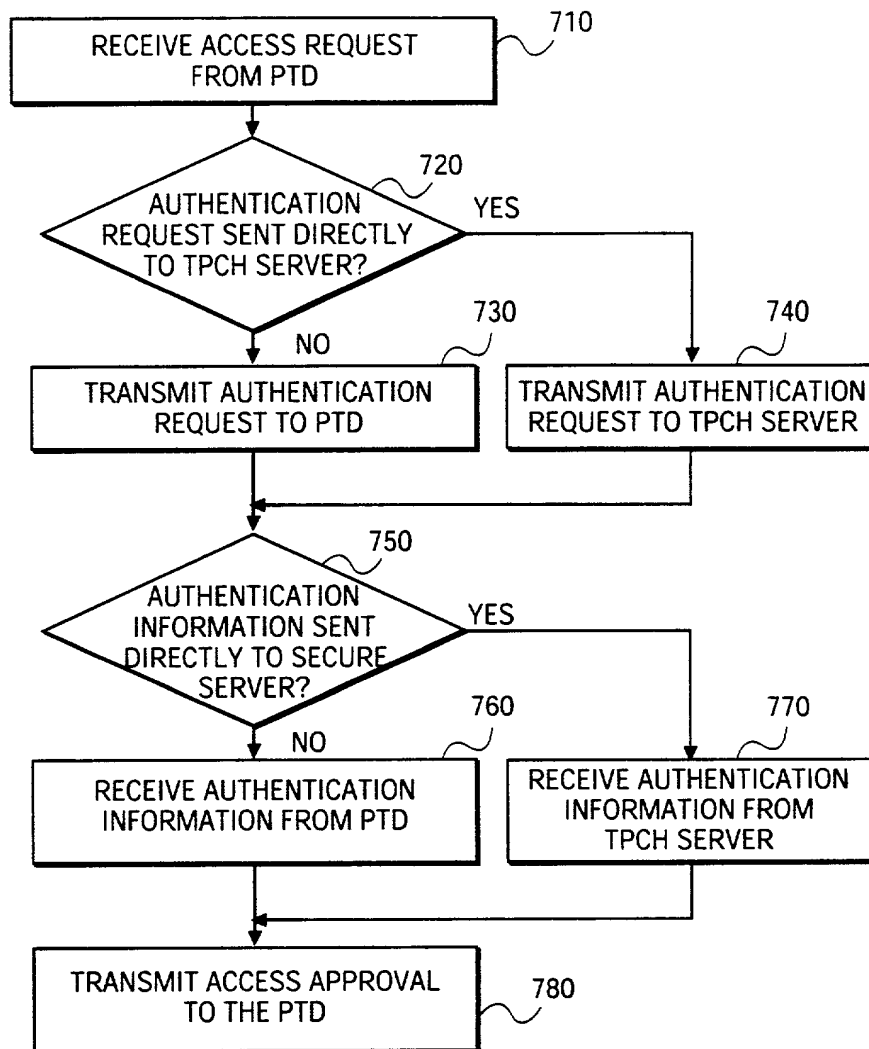 RECEIVE ACCESS REQUEST
FROM PTD
710
720
AUTHENTICATION
REQUEST SENT DIRECTLY
TO TPCH SERVER?
YES
NO
730
740
TRANSMIT AUTHENTICATION
REQUEST TO PTD
TRANSMIT AUTHENTICATION
REQUEST TO TPCH SERVER
750
AUTHENTICATION
INFORMATION SENT
DIRECTLY TO SECURE
SERVER?
YES
NO
760
770
RECEIVE AUTHENTICATION
INFORMATION FROM PTD
RECEIVE AUTHENTICATION
INFORMATION FROM
TPCH SERVER
TRANSMIT ACCESS APPROVAL
TO THE PTD
780